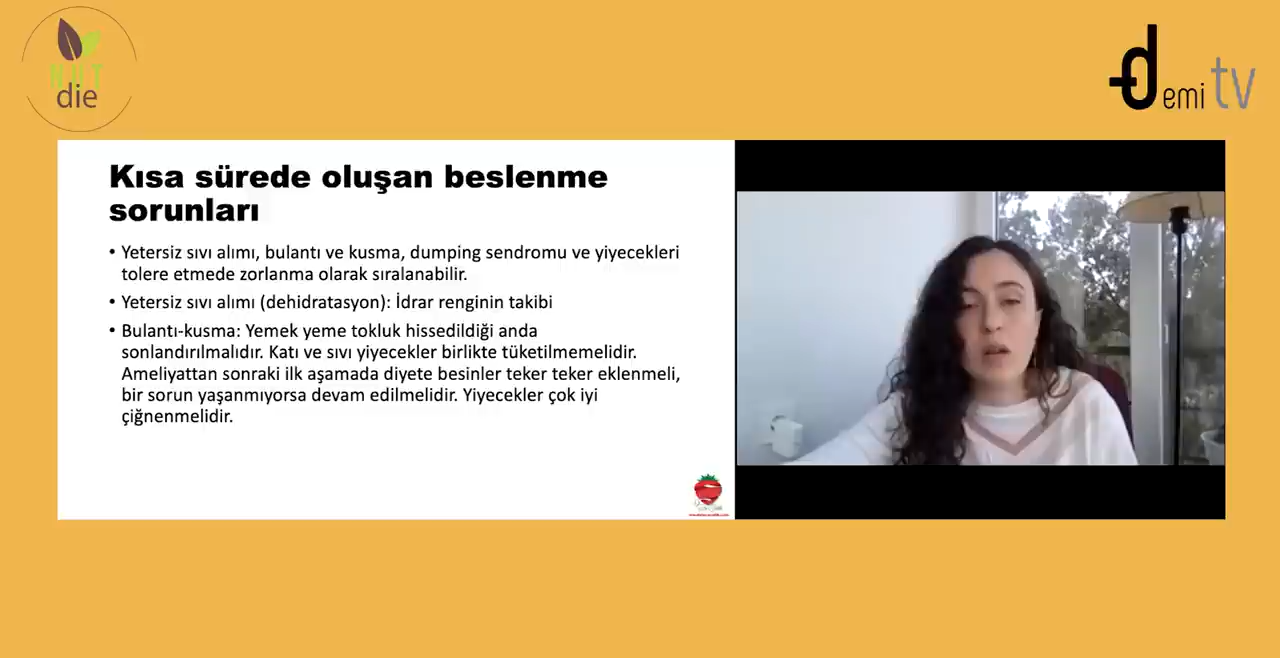 die
demi tv
Kısa sürede oluşan beslenme
sorunları
• Yetersiz sıvı alımı, bulantı ve kusma, dumping sendromu ve yiyecekleri
tolere etmede zorlanma olarak sıralanabilir.
• Yetersiz sıvı alımı (dehidratasyon): İdrar renginin takibi
• Bulantı-kusma: Yemek yeme tokluk hissedildiği anda
sonlandırılmalıdır. Katı ve sıvı yiyecekler birlikte tüketilmemelidir.
Ameliyattan sonraki ilk aşamada diyete besinler teker teker eklenmeli,
bir sorun yaşanmıyorsa devam edilmelidir. Yiyecekler çok iyi
çiğnenmelidir.